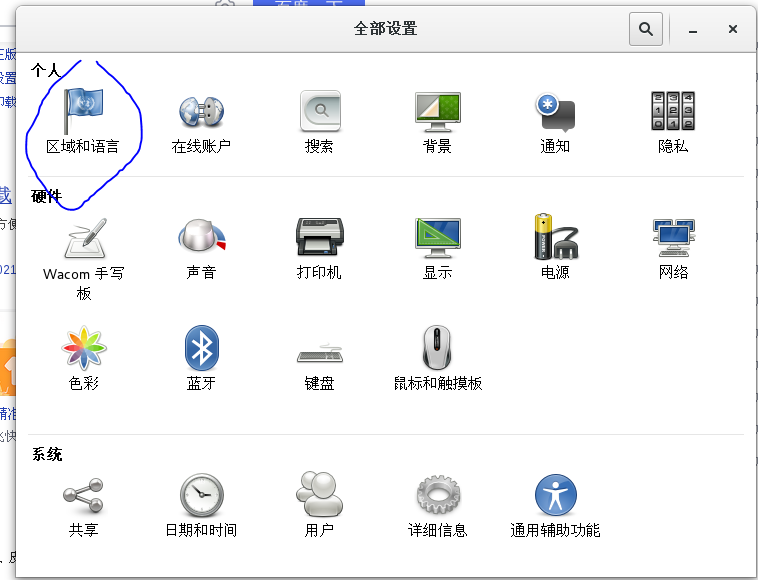 全部设置
个人
区域和语言
在线账户
搜索
背景
通知
隐私
硬件
Wacom 手写板
声音
打印机
显示
电源
网络
色彩
蓝牙
键盘
鼠标和触摸板
系统
共享
日期和时间
用户
详细信息
通用辅助功能